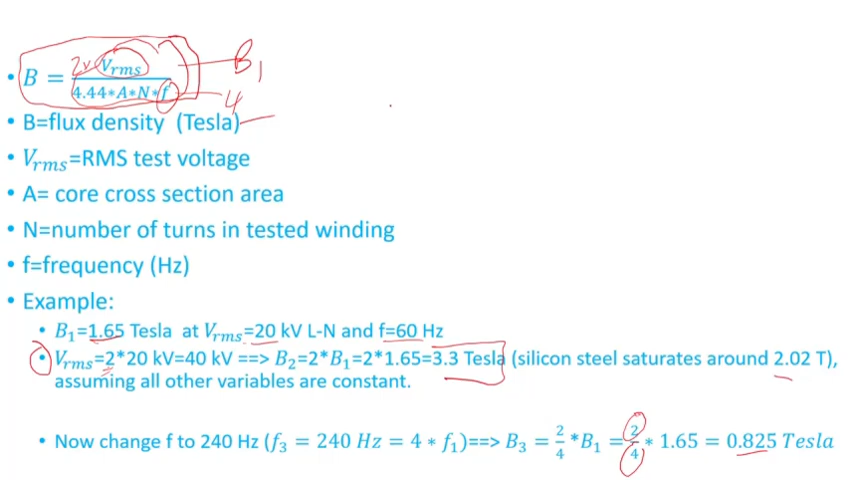 • B = 2x Vrms / 4.44∗A∗N∗f B1
4
• B=flux density (Tesla)
• Vrms=RMS test voltage
• A= core cross section area
• N=number of turns in tested winding
• f=frequency (Hz)
• Example:
• B1=1.65 Tesla at Vrms=20 kV L-N and f=60 Hz
• Vrms=2*20 kV=40 kV ==> B2=2*B1=2*1.65=3.3 Tesla (silicon steel saturates around 2.02 T),
assuming all other variables are constant.
• Now change f to 240 Hz (f3 = 240 Hz = 4 ∗ f1)==> B3 = 2/4 *B1 = 2/4 ∗ 1.65 = 0.825 Tesla